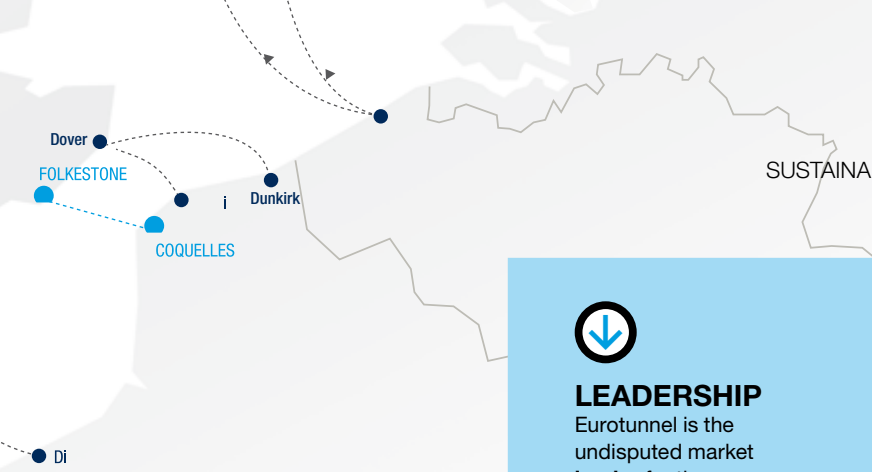 Dover
FOLKESTONE
SUSTAINA
i
Dunkirk
COQUELLES
LEADERSHIP
Eurotunnel is the
undisputed market
Di